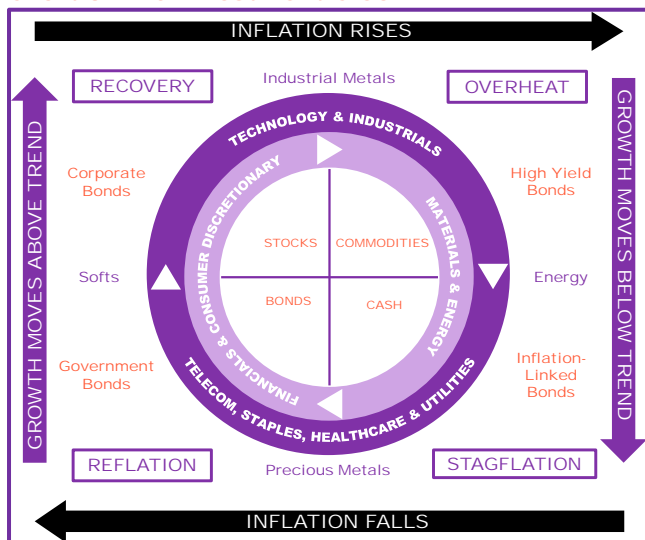 INFLATION RISES
RECOVERY
Industrial Metals
OVERHEAT
GROWTH MOVES ABOVE TREND
GROWTH MOVES BELOW TREND
TECHNOLOGY & INDUSTRIALS
Corporate
Bonds
FINANCIALS & CONSUMER DISCRETIONARY
MATERIALS & ENERGY
High Yield
Bonds
STOCKS
COMMODITIES
Softs
Energy
BONDS
CASH
Government
Bonds
Inflation-
Linked
Bonds
TELECOM, STAPLES, HEALTHCARE & UTILITIES
REFLATION
Precious Metals
STAGFLATION
INFLATION FALLS